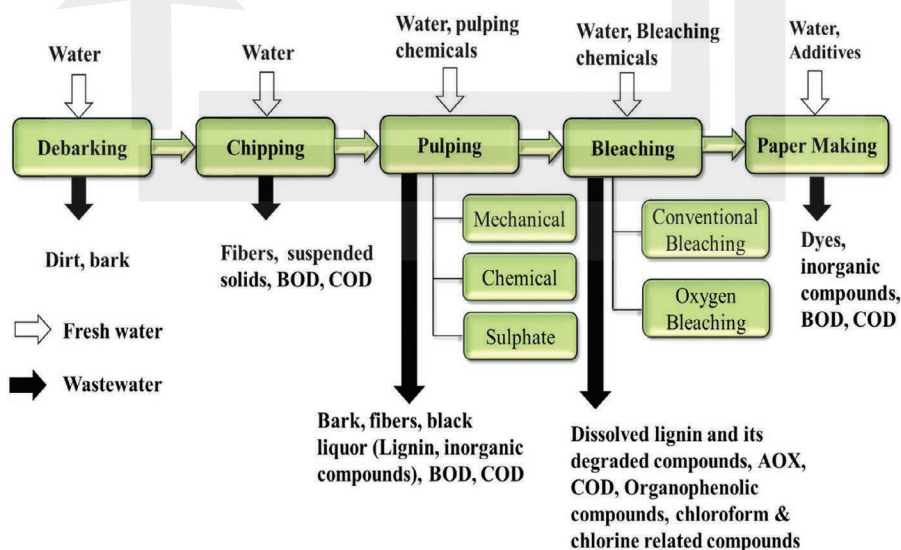 Water
Water
Water, pulping
chemicals
Water, Bleaching
chemicals
Water,
Additives
Debarking
Chipping
Pulping
Bleaching
Paper Making
Dirt, bark
Fibers, suspended
solids, BOD, COD
Mechanical
Chemical
Sulphate
Conventional
Bleaching
Oxygen
Bleaching
Dyes,
inorganic
compounds,
BOD, COD
Fresh water
Wastewater
Bark, fibers, black
liquor (Lignin, inorganic
compounds), BOD, COD
Dissolved lignin and its
degraded compounds, AOX,
COD, Organophenolic
compounds, chloroform &
chlorine related compounds